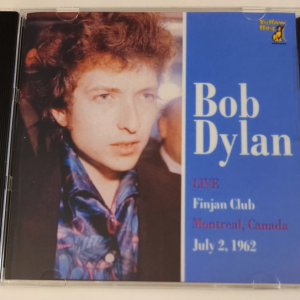 Bob
Dylan
LIVE
Finjan Club
Montreal, Canada
July 2, 1962